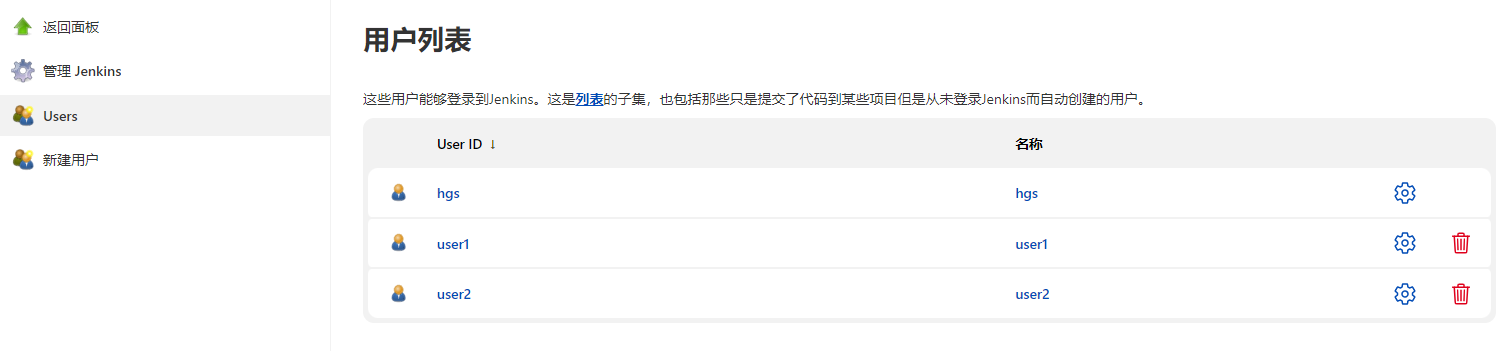 返回面板
管理 Jenkins
Users
新建用户
用户列表
这些用户能够登录到Jenkins。这是列表的子集，也包括那些只是提交了代码到某些项目但是从未登录Jenkins而自动创建的用户。
User ID ↓ 名称
hgs hgs
user1 user1
user2 user2